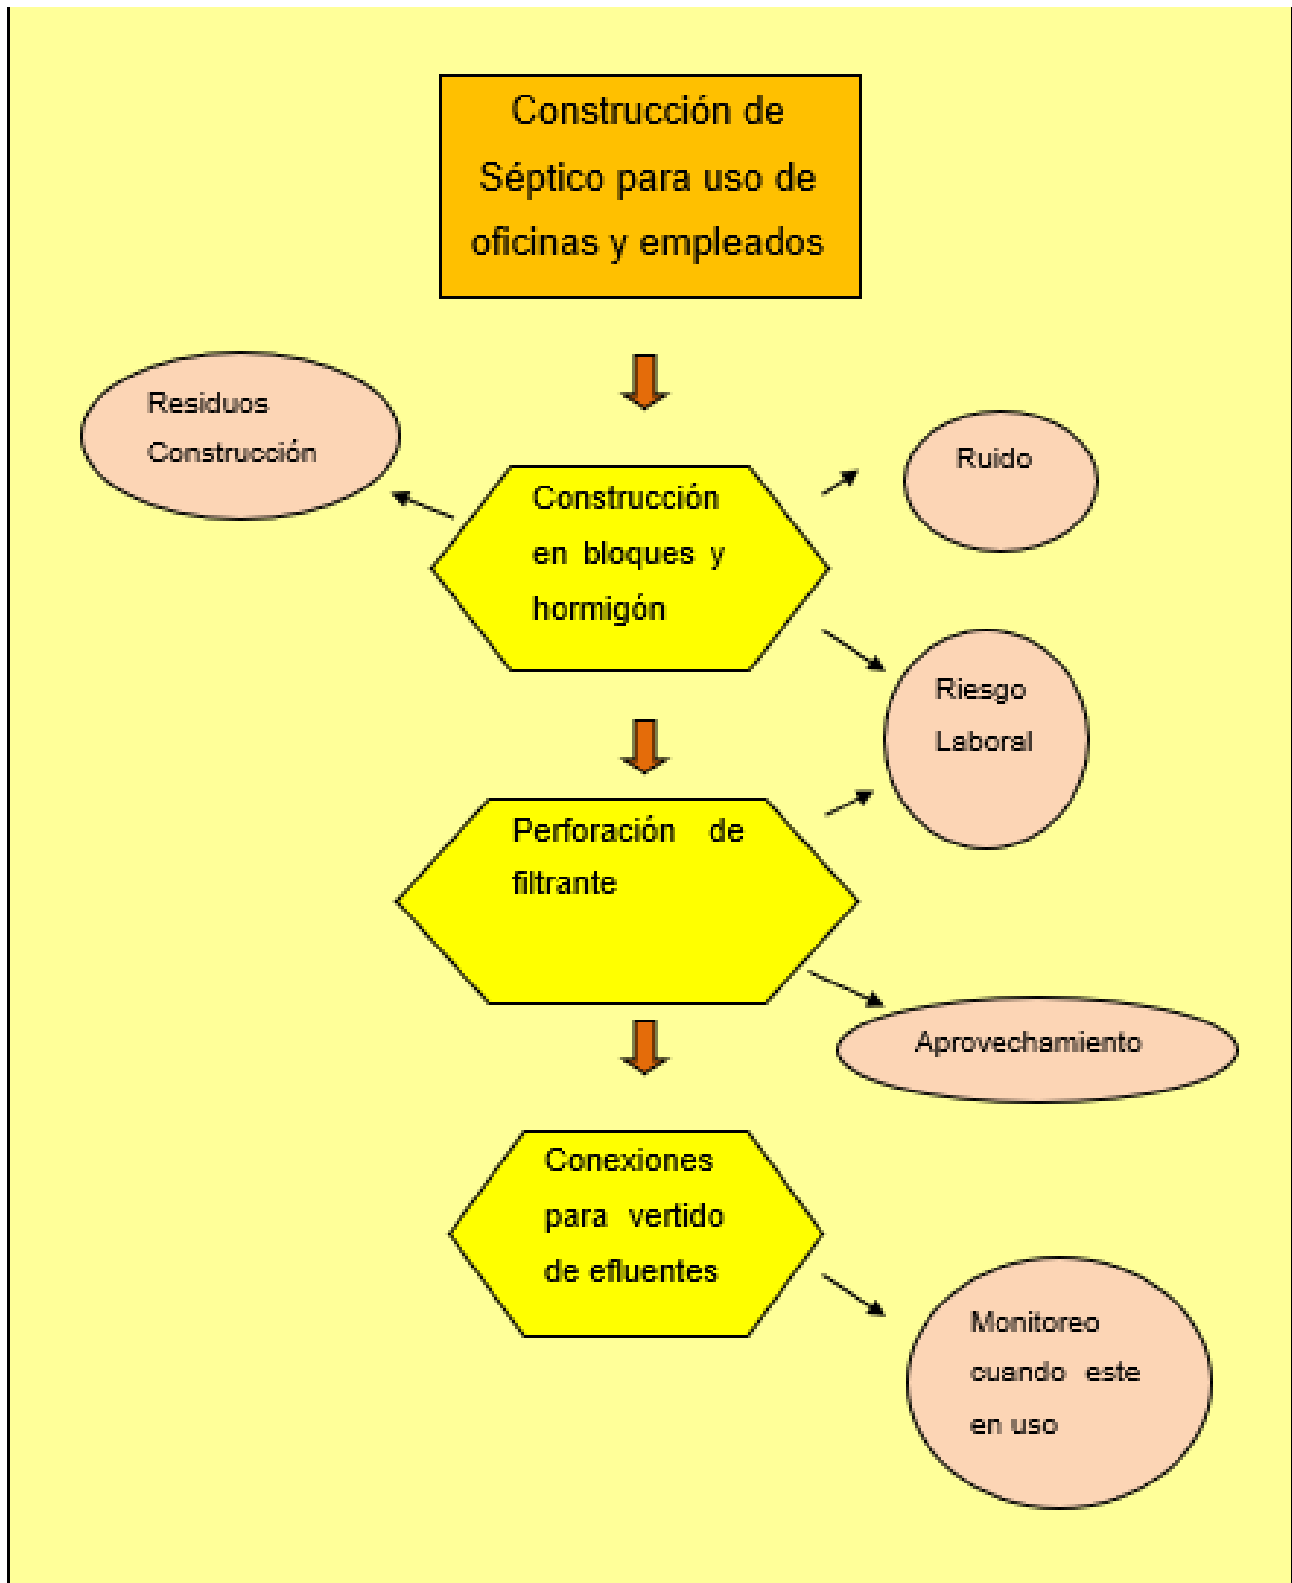 Construcción de
Séptico para uso de
oficinas y empleados
Residuos
Construcción
Ruido
Construcción
en bloques y
hormigón
Riesgo
Laboral
Perforación de
filtrante
Aprovechamiento
Conexiones
para vertido
de efluentes
Monitoreo
cuando este
en uso